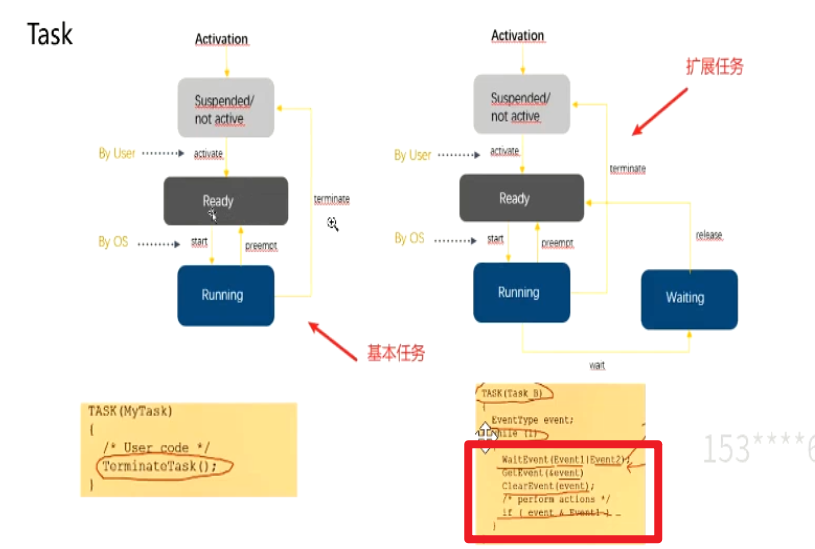 Task
Activation
Suspended/
not active
By User
activate
Ready
terminate
By OS
start
preempt
Running
基本任务
TASK(MyTask)
{
/* User code */
TerminateTask();
}
Activation
扩展任务
Suspended/
not active
By User
activate
terminate
Ready
By OS
start
preempt
release
Running
Waiting
wait
TASK(Task_B)
{
EventType event;
while (1)
WaitEvent(Event1|Event2);
GetEvent(&event)
ClearEvent(event);
/* perform actions */
if ( event & Event1 ) …
}
153****6